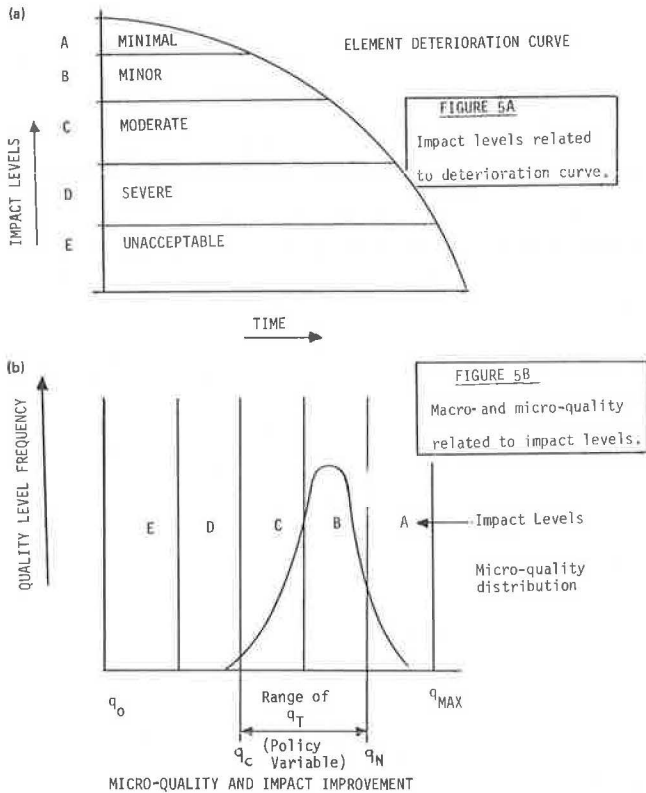 (a)
A MINIMAL
ELEMENT DETERIORATION CURVE
B MINOR
C MODERATE
D SEVERE
E UNACCEPTABLE
IMPACT LEVELS
FIGURE 5A
Impact levels related
to deterioration curve.
TIME
(b)
FIGURE 5B
Macro- and micro-quality
related to impact levels.
QUALITY LEVEL FREQUENCY
E D C B A Impact Levels
Micro-quality
distribution
qo Range of qMAX
qT
qC (Policy qN
Variable)
MICRO-QUALITY AND IMPACT IMPROVEMENT